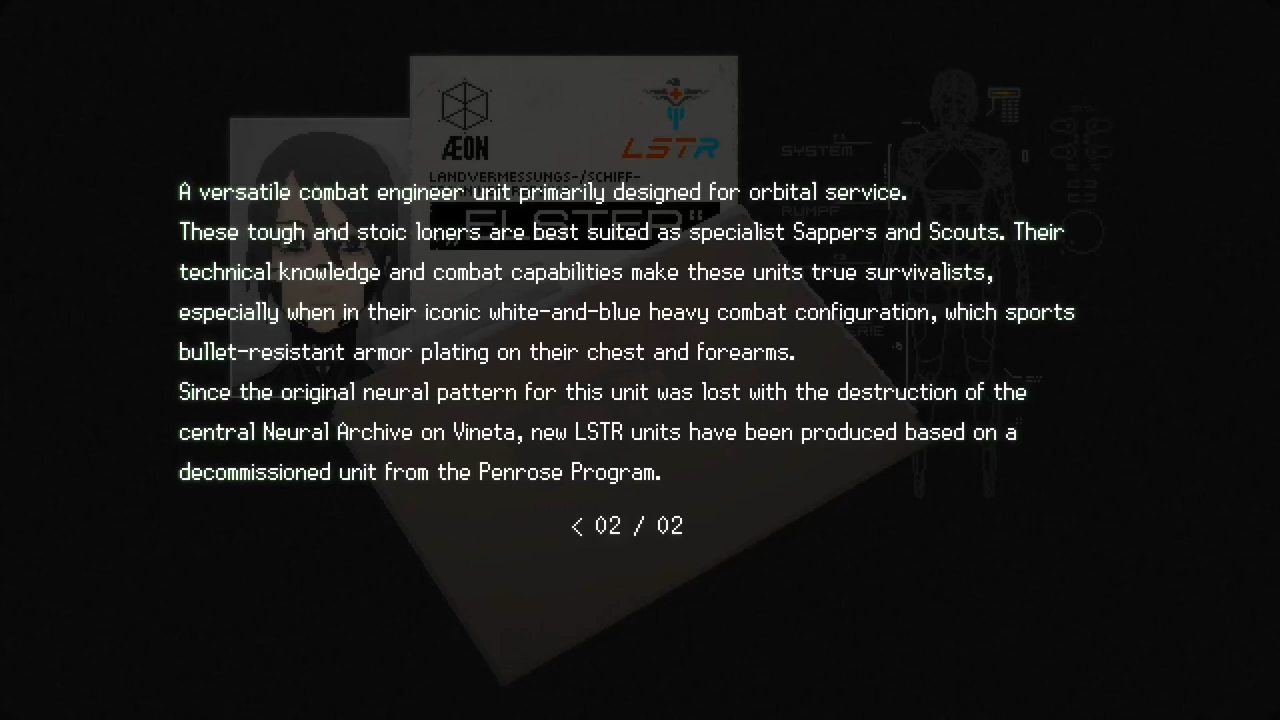 ÆON
LSTR
LANDVERMESSUNGS-/SCHIFF-
„ELSTER“
SYSTEM
RUMPF
A versatile combat engineer unit primarily designed for orbital service.
These tough and stoic loners are best suited as specialist Sappers and Scouts. Their
technical knowledge and combat capabilities make these units true survivalists,
especially when in their iconic white-and-blue heavy combat configuration, which sports
bullet-resistant armor plating on their chest and forearms.
Since the original neural pattern for this unit was lost with the destruction of the
central Neural Archive on Vineta, new LSTR units have been produced based on a
decommissioned unit from the Penrose Program.
< 02 / 02